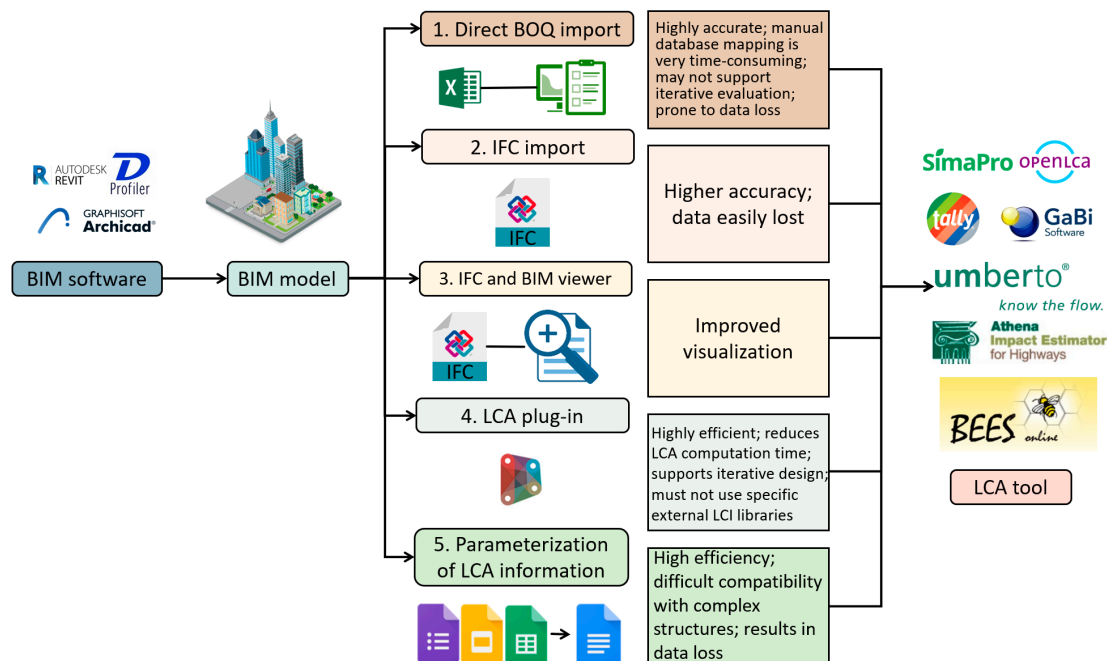 AUTODESK
REVIT
Profiler
GRAPHISOFT
Archicad®
BIM software
BIM model
1. Direct BOQ import
X
2. IFC import
IFC
3. IFC and BIM viewer
IFC
4. LCA plug-in
5. Parameterization
of LCA information
Highly accurate; manual
database mapping is
very time-consuming;
may not support
iterative evaluation;
prone to data loss
Higher accuracy;
data easily lost
Improved
visualization
Highly efficient; reduces
LCA computation time;
supports iterative design;
must not use specific
external LCI libraries
High efficiency;
difficult compatibility
with complex
structures; results in
data loss
SimaPro
openLCA
tally
GaBi
Software
umberto®
know the flow.
Athena
Impact Estimator
for Highways
BEES
online
LCA tool